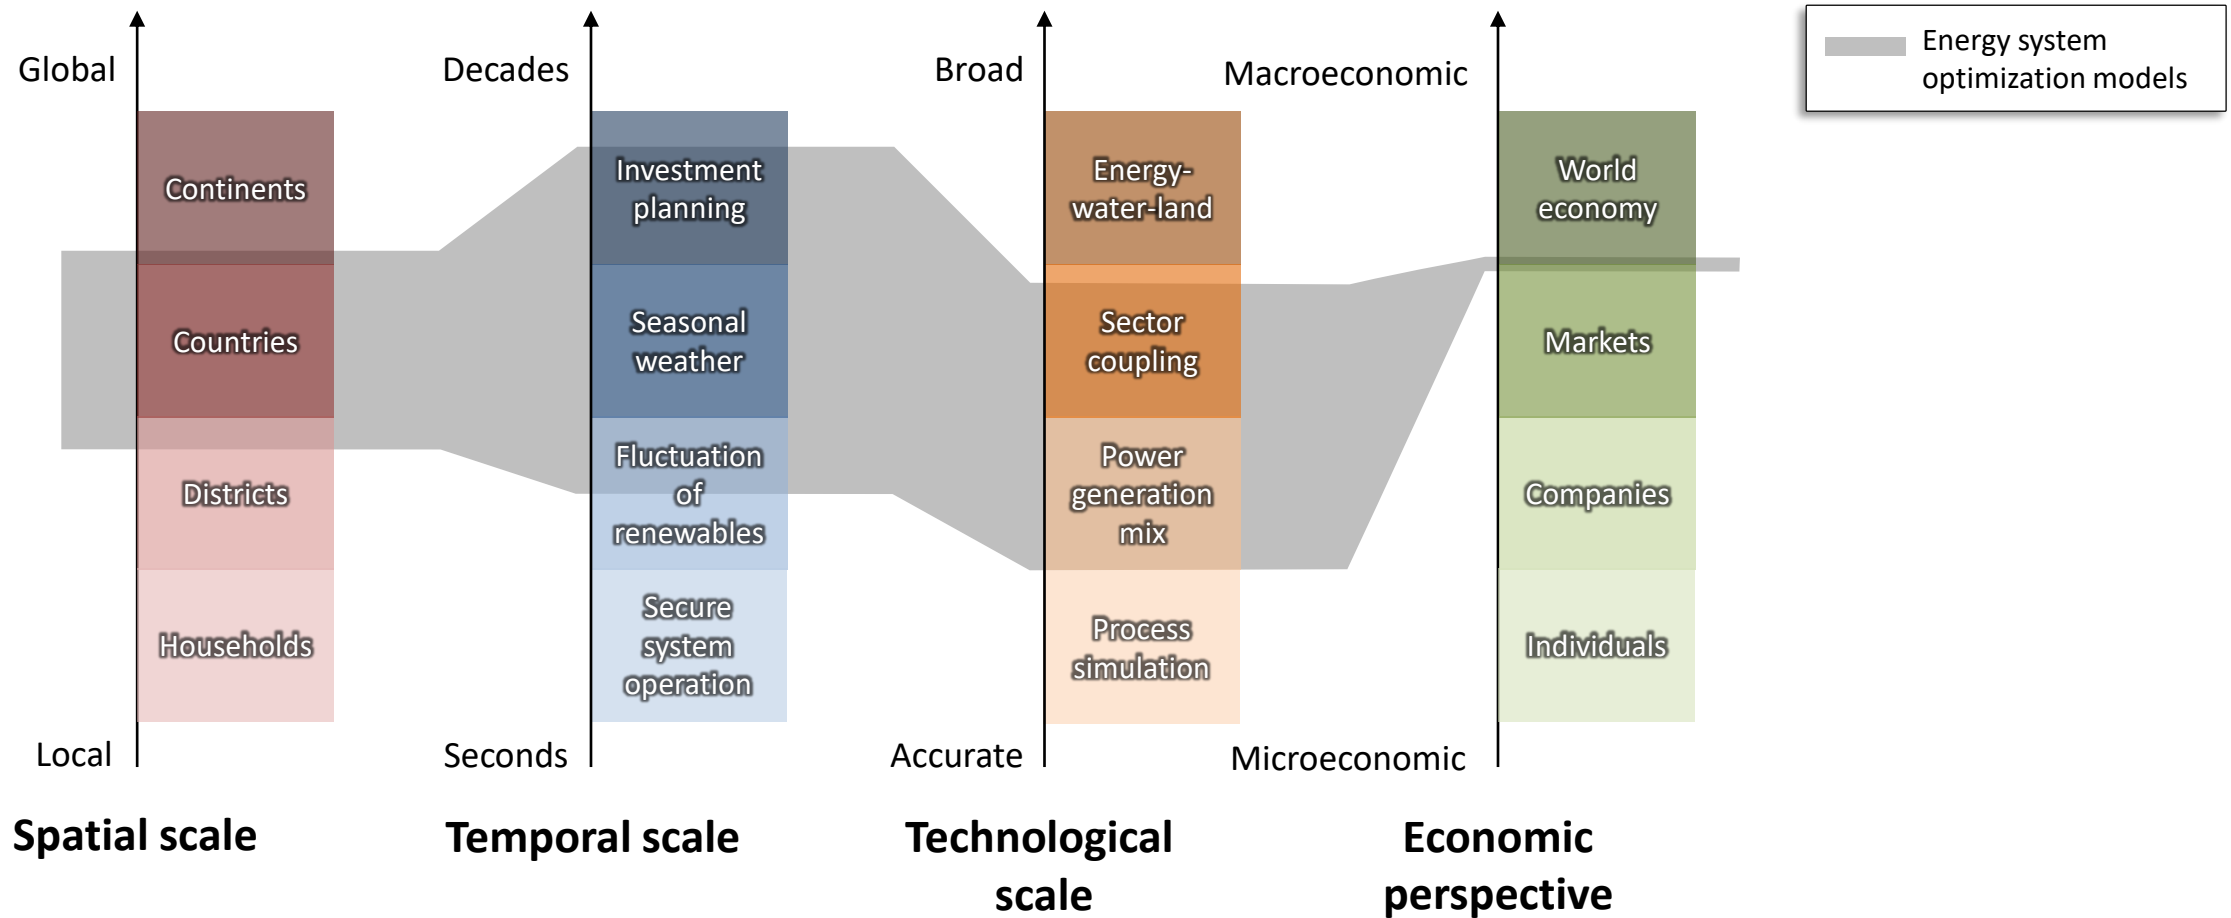 Global
Continents
Countries
Districts
Households
Local
Spatial scale
Decades
Investment
planning
Seasonal
weather
Fluctuation
of
renewables
Secure
system
operation
Seconds
Temporal scale
Broad
Energy-
water-land
Sector
coupling
Power
generation
mix
Process
simulation
Accurate
Technological
scale
Macroeconomic
World
economy
Markets
Companies
Individuals
Microeconomic
Economic
perspective
Energy system
optimization models